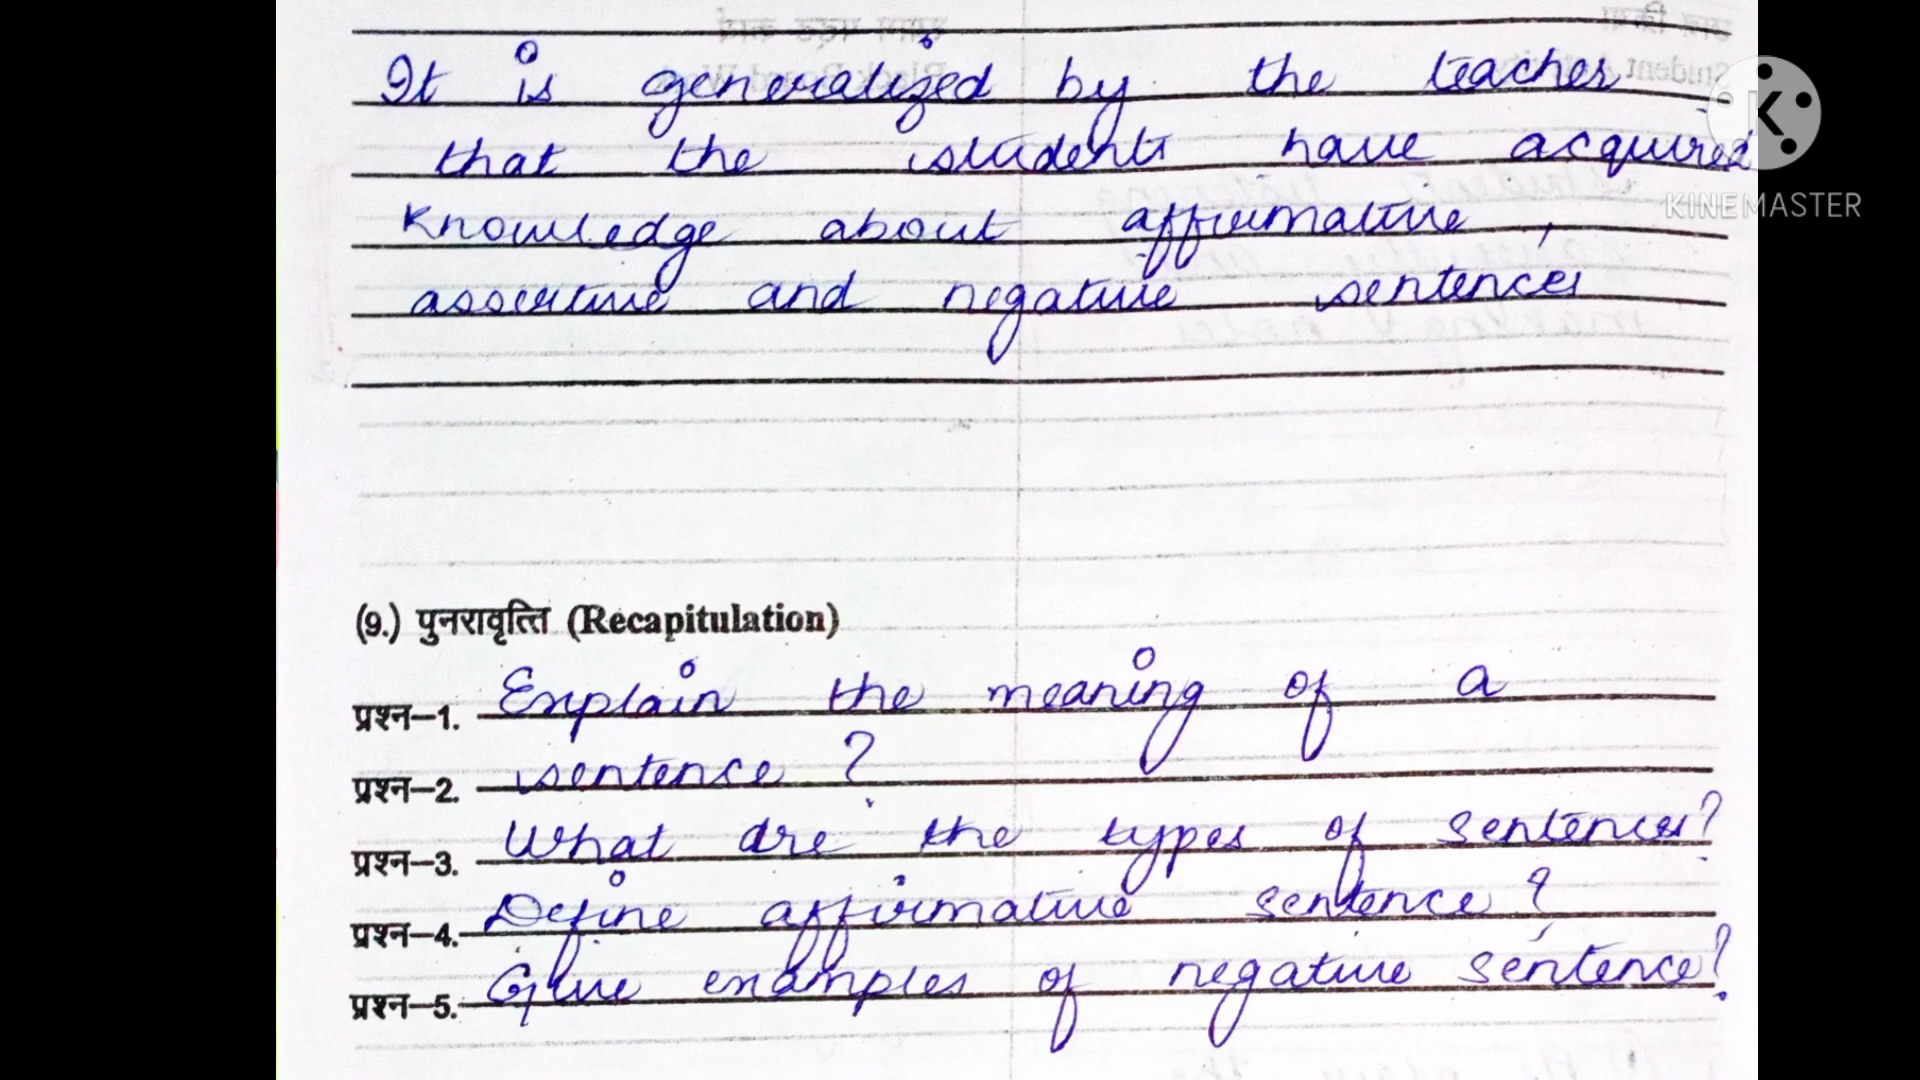 It is generalized by the teacher
that the students have acquired
Knowledge about affirmative,
assertive and negative sentences
K
KINEMASTER
(9.) पुनरावृत्ति (Recapitulation)
प्रश्न–1. Explain the meaning of a
प्रश्न–2. sentence ?
प्रश्न–3. What are the types of sentences?
प्रश्न–4. Define affirmative sentence ?
प्रश्न–5. Give examples of negative sentence?